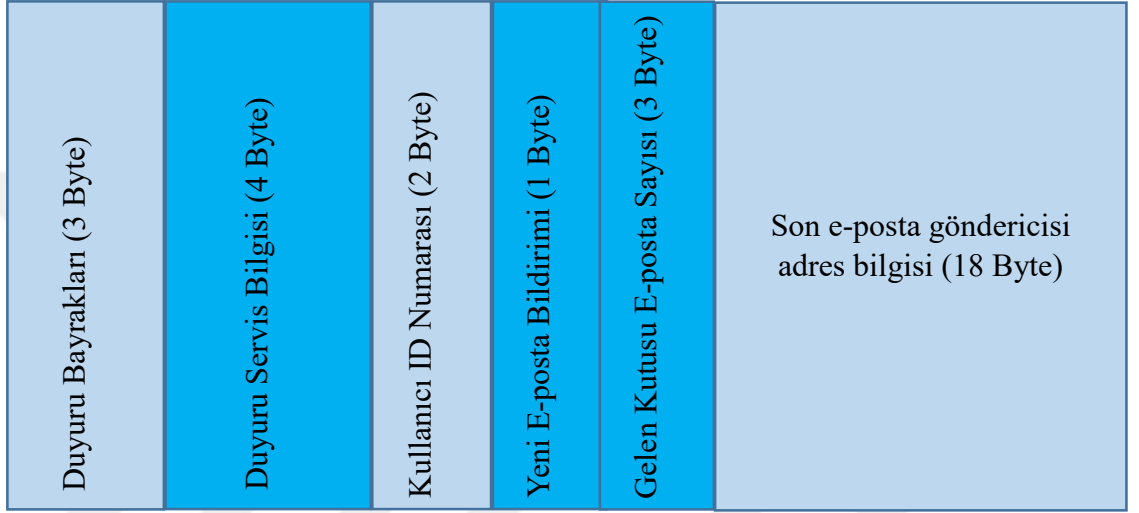 Duyuru Bayrakları (3 Byte)
Duyuru Servis Bilgisi (4 Byte)
Kullanıcı ID Numarası (2 Byte)
Yeni E-posta Bildirimi (1 Byte)
Gelen Kutusu E-posta Sayısı (3 Byte)
Son e-posta göndericisi
adres bilgisi (18 Byte)